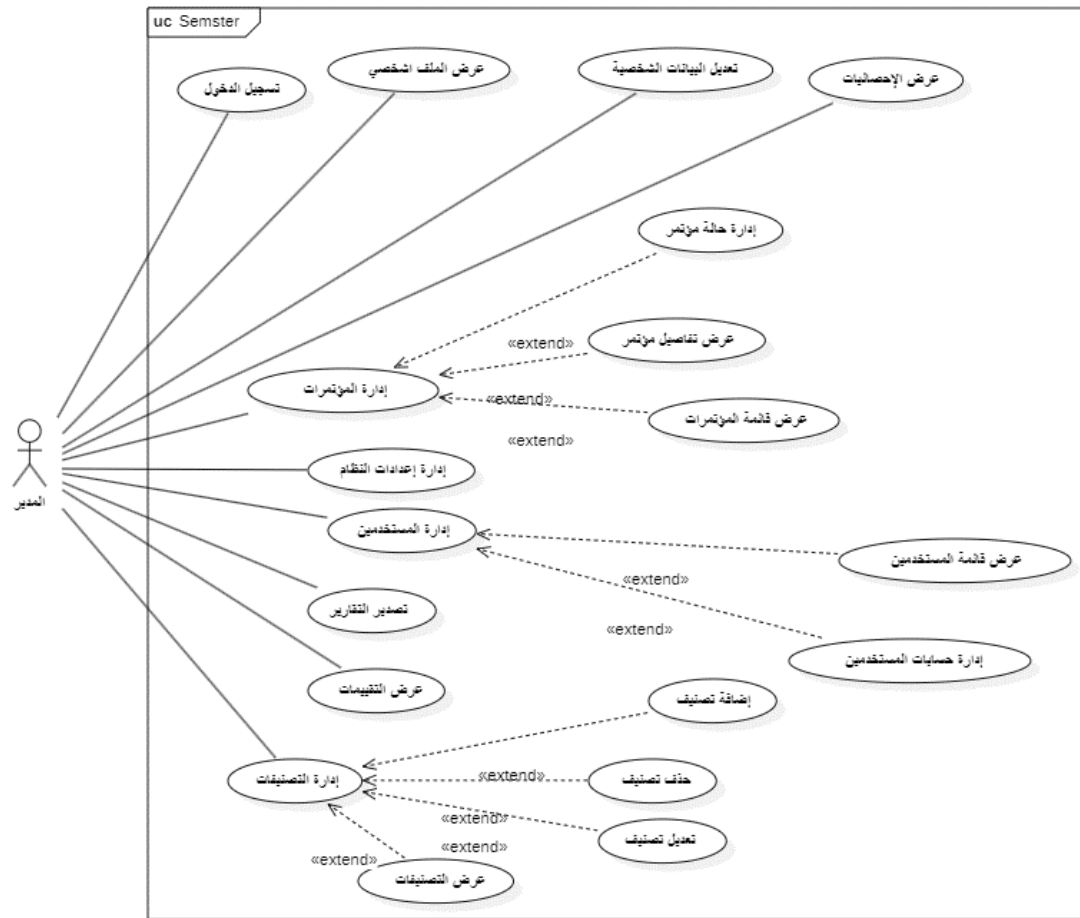 uc Semster
تسجيل الدخول
عرض الملف اشخصي
تعديل البيانات الشخصية
عرض الإحصائيات
إدارة حالة مؤتمر
عرض تفاصيل مؤتمر
«extend»
إدارة المؤتمرات
«extend»
عرض قائمة المؤتمرات
«extend»
إدارة إعدادات النظام
المدير
إدارة المستخدمين
عرض قائمة المستخدمين
«extend»
تصدير التقارير
«extend»
إدارة حسابات المستخدمين
عرض التقييمات
إضافة تصنيف
إدارة التصنيفات
«extend»
حذف تصنيف
«extend»
تعديل تصنيف
«extend»
«extend»
عرض التصنيفات